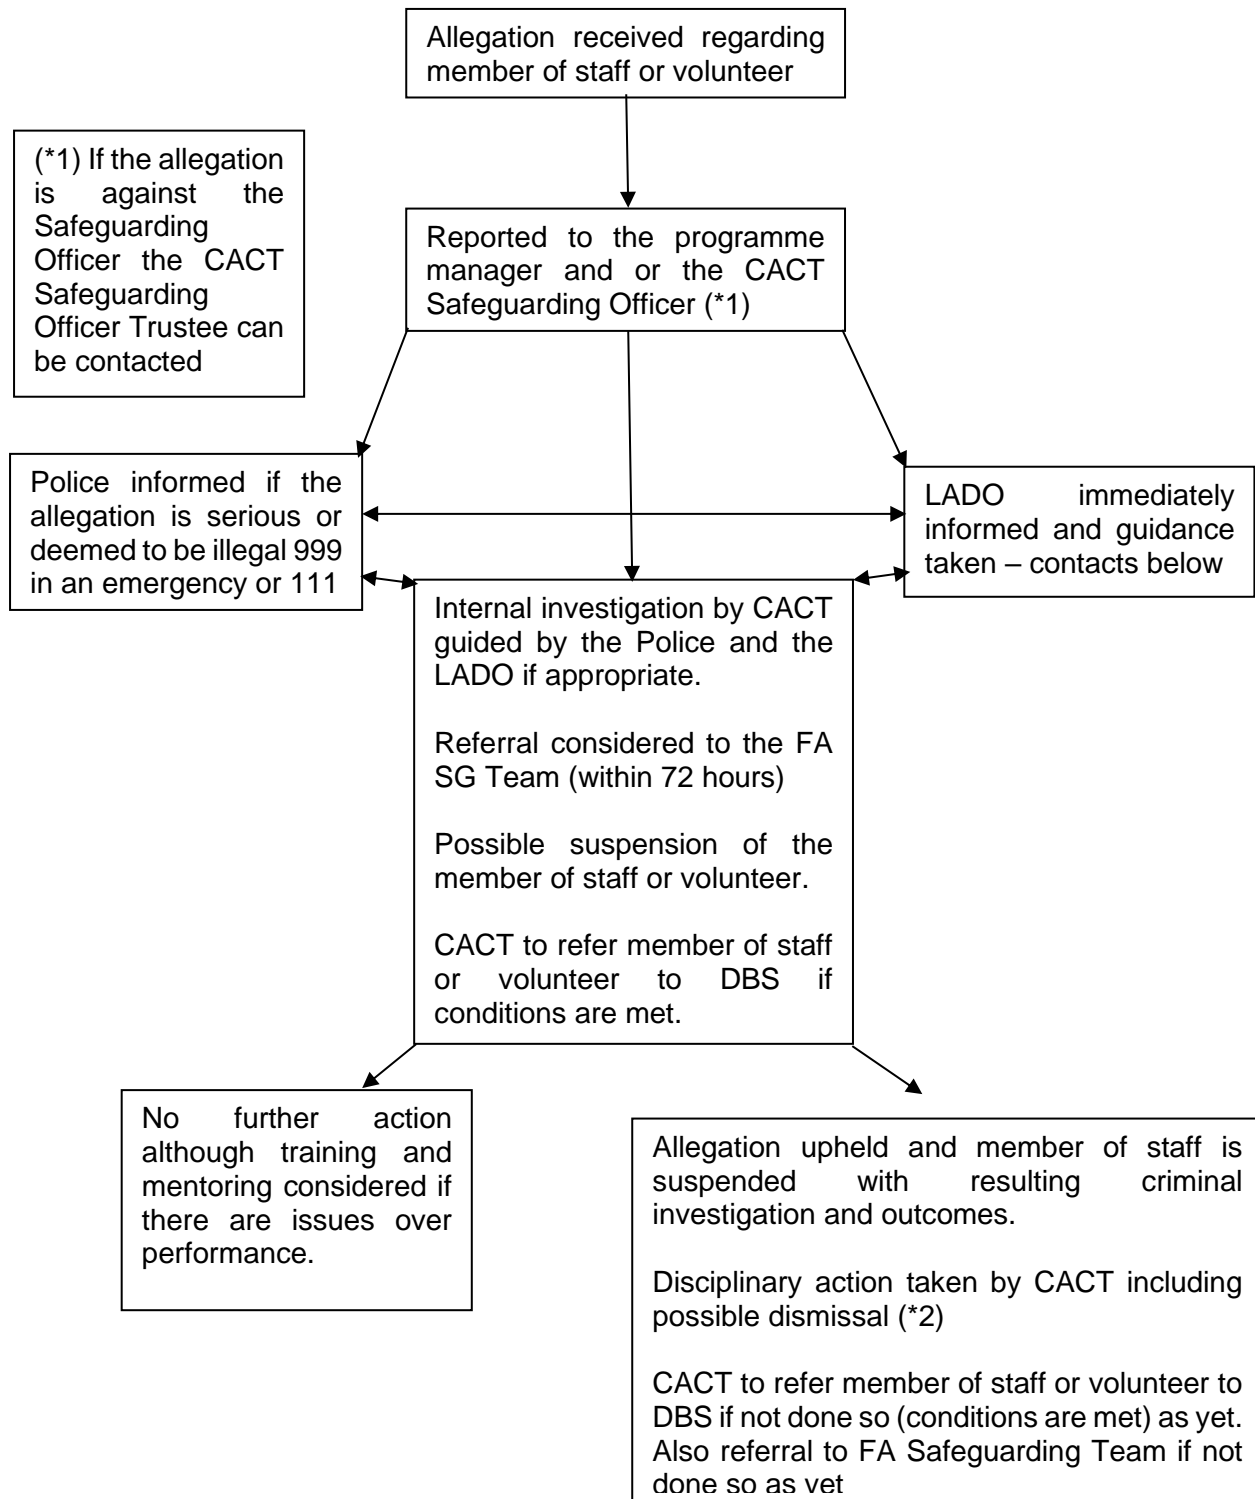 Allegation received regarding
member of staff or volunteer
(*1) If the allegation
is against the
Safeguarding
Officer the CACT
Safeguarding
Officer Trustee can
be contacted
Reported to the programme
manager and or the CACT
Safeguarding Officer (*1)
Police informed if the
allegation is serious or
deemed to be illegal 999
in an emergency or 111
LADO immediately
informed and guidance
taken – contacts below
Internal investigation by CACT
guided by the Police and the
LADO if appropriate.
Referral considered to the FA
SG Team (within 72 hours)
Possible suspension of the
member of staff or volunteer.
CACT to refer member of staff
or volunteer to DBS if
conditions are met.
No further action
although training and
mentoring considered if
there are issues over
performance.
Allegation upheld and member of staff is
suspended with resulting criminal
investigation and outcomes.
Disciplinary action taken by CACT including
possible dismissal (*2)
CACT to refer member of staff or volunteer to
DBS if not done so (conditions are met) as yet.
Also referral to FA Safeguarding Team if not
done so as yet